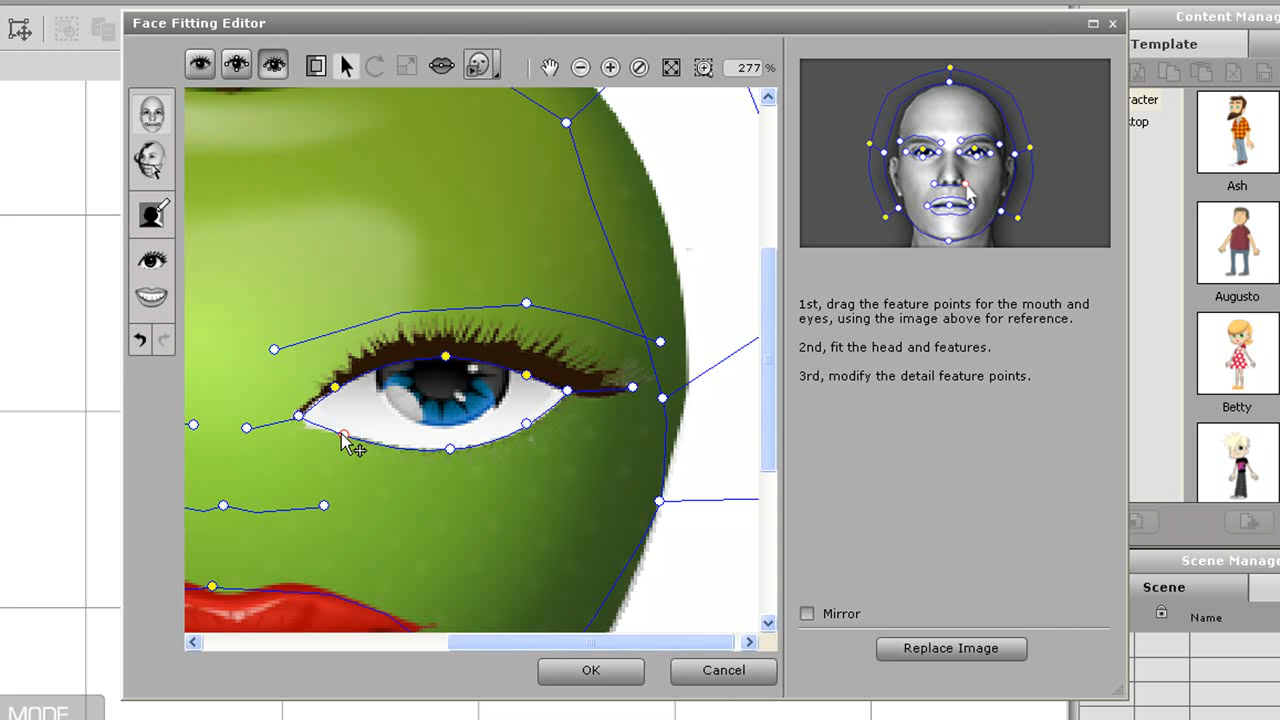 Face Fitting Editor
Content Manag
Template
277 %
racter
ktop
Ash
Augusto
Betty
1st, drag the feature points for the mouth and
eyes, using the image above for reference.
2nd, fit the head and features.
3rd, modify the detail feature points.
Mirror
Replace Image
OK
Cancel
Scene Manage
Scene
Name
MODE